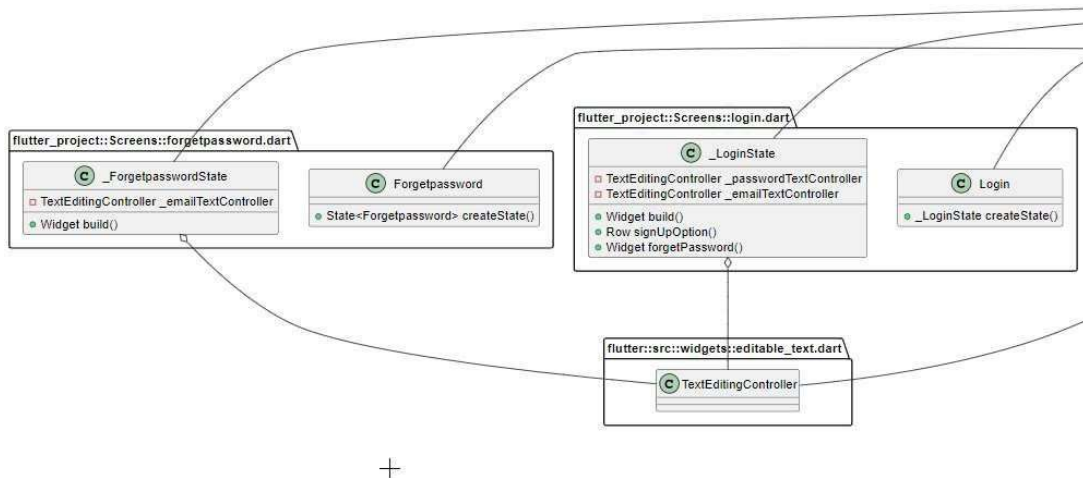 flutter_project::Screens::forgetpassword.dart
C _ForgetpasswordState
TextEditingController _emailTextController
Widget build()
C Forgetpassword
State<Forgetpassword> createState()
flutter_project::Screens::login.dart
C _LoginState
TextEditingController _passwordTextController
TextEditingController _emailTextController
Widget build()
Row signUpOption()
Widget forgetPassword()
C Login
_LoginState createState()
flutter::src::widgets::editable_text.dart
C TextEditingController